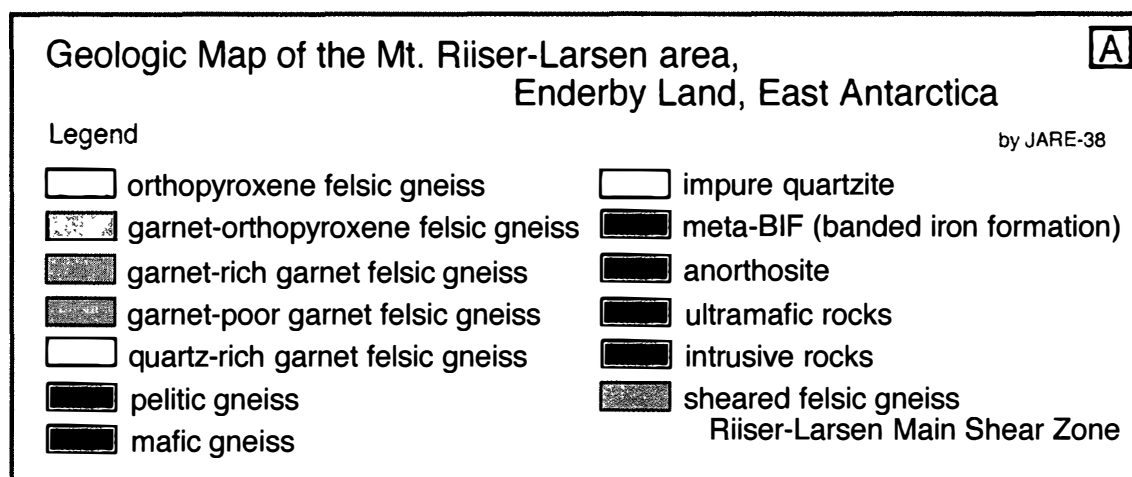 Geologic Map of the Mt. Riiser-Larsen area,
A
Enderby Land, East Antarctica
Legend
by JARE-38
orthopyroxene felsic gneiss
garnet-orthopyroxene felsic gneiss
garnet-rich garnet felsic gneiss
garnet-poor garnet felsic gneiss
quartz-rich garnet felsic gneiss
pelitic gneiss
mafic gneiss
impure quartzite
meta-BIF (banded iron formation)
anorthosite
ultramafic rocks
intrusive rocks
sheared felsic gneiss
Riiser-Larsen Main Shear Zone